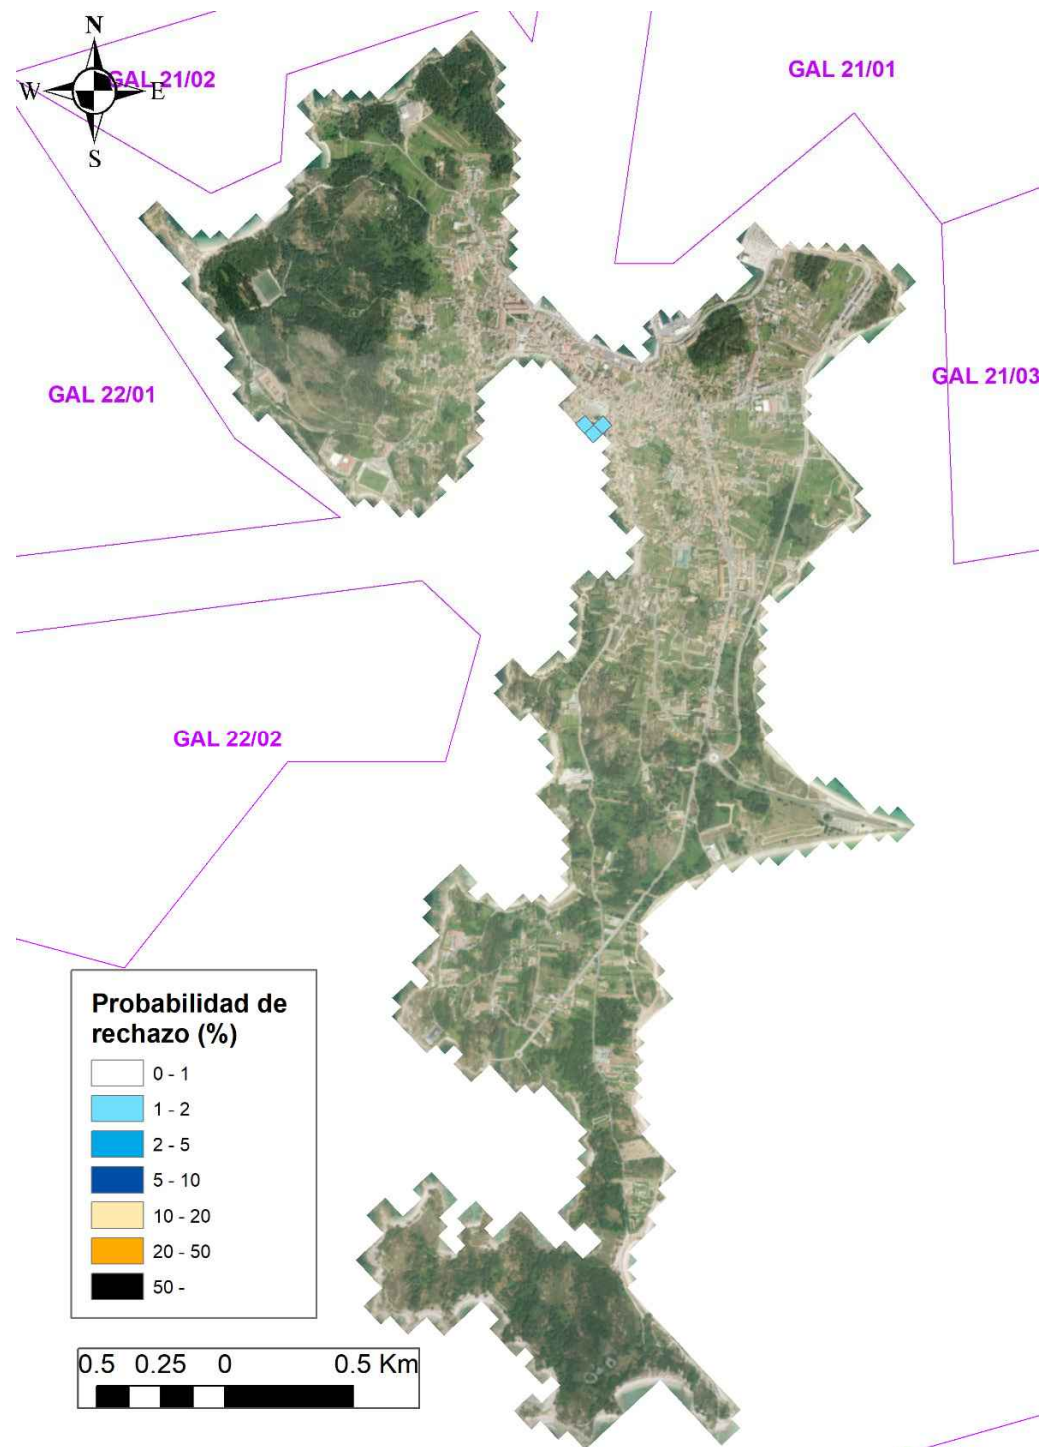 N
GAL 21/02
W
E
S
GAL 21/01
GAL 21/03
GAL 22/01
GAL 22/02
Probabilidad de
rechazo (%)
0 - 1
1 - 2
2 - 5
5 - 10
10 - 20
20 - 50
50 -
0.5 0.25 0 0.5 Km